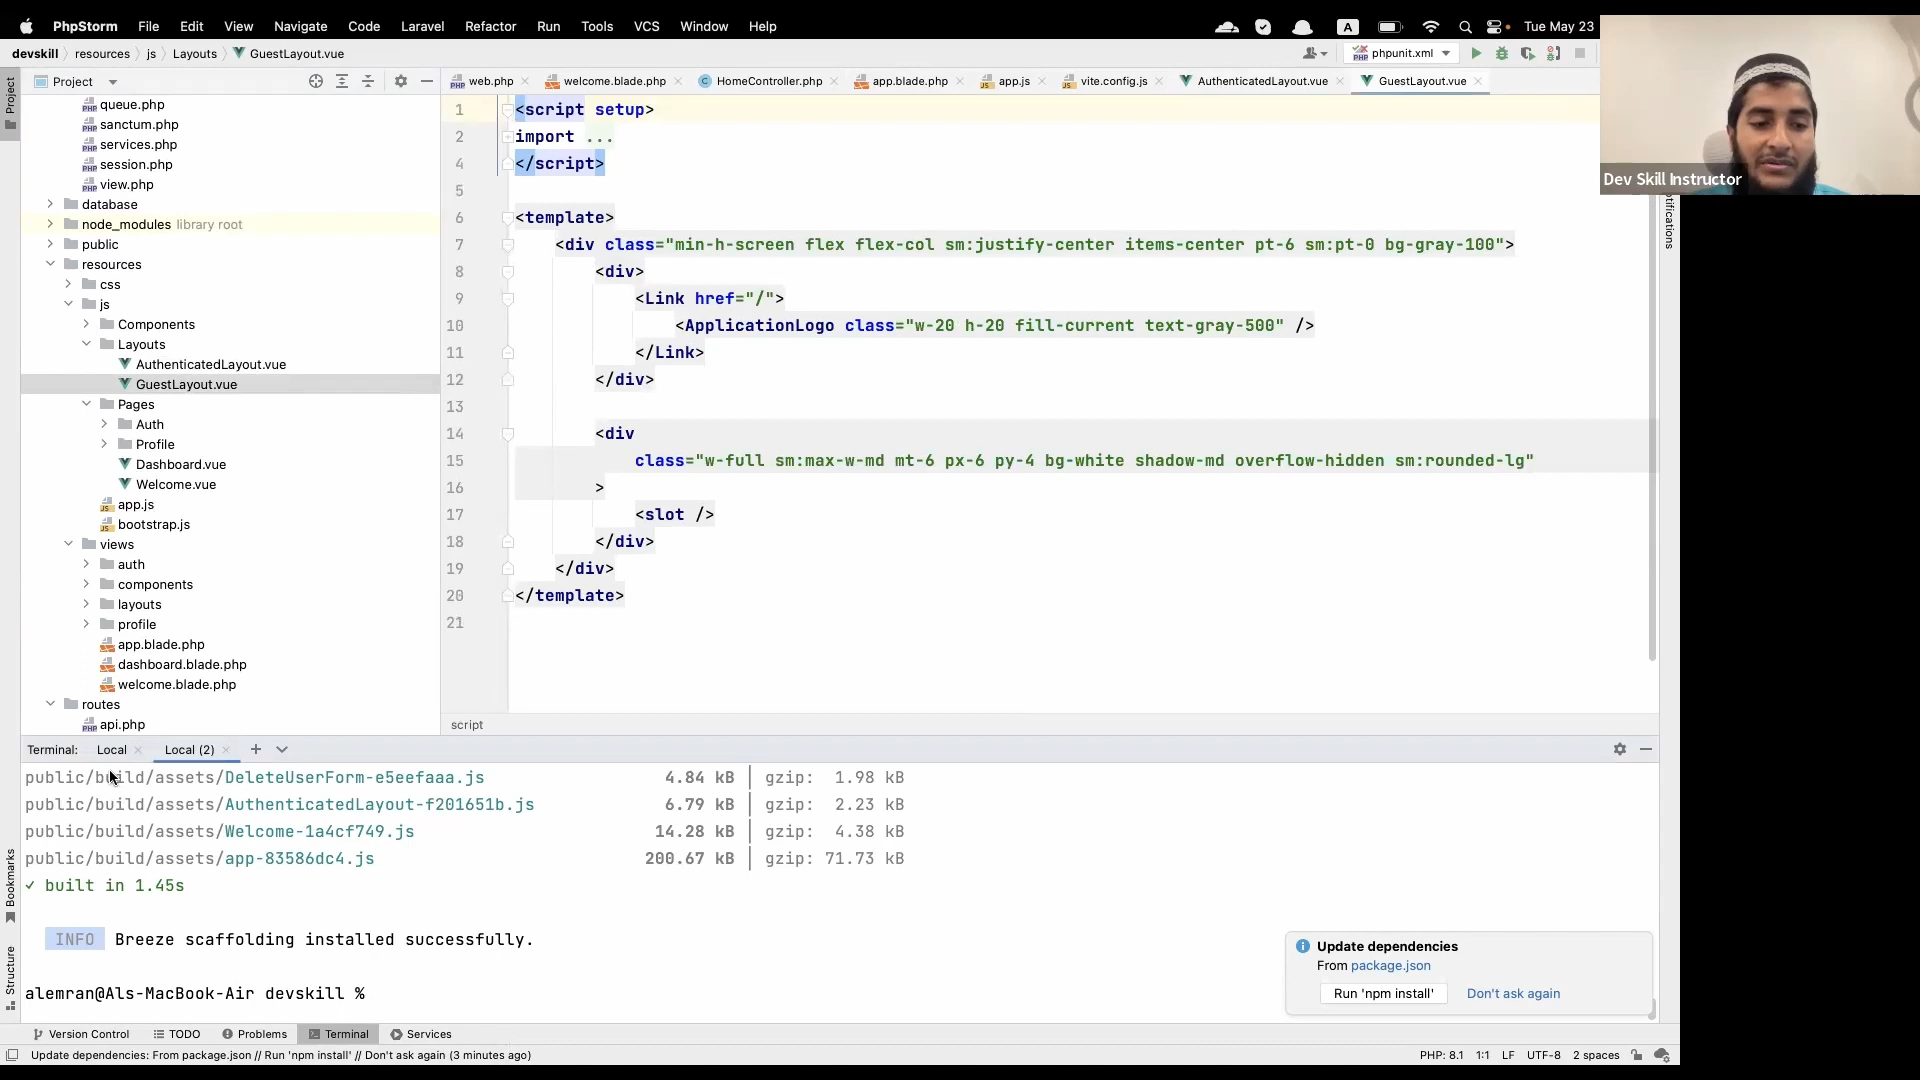 PhpStorm File Edit View Navigate Code Laravel Refactor Run Tools VCS Window Help A Tue May 23
devskill resources js Layouts GuestLayout.vue phpunit.xml
Project web.php welcome.blade.php HomeController.php app.blade.php app.js vite.config.js AuthenticatedLayout.vue GuestLayout.vue
Project
queue.php
sanctum.php
services.php
session.php
view.php
database
node_modules library root
public
resources
css
js
Components
Layouts
AuthenticatedLayout.vue
GuestLayout.vue
Pages
Auth
Profile
Dashboard.vue
Welcome.vue
app.js
bootstrap.js
views
auth
components
layouts
profile
app.blade.php
dashboard.blade.php
welcome.blade.php
routes
api.php
1 <script setup>
2 import ...
4 </script>
5
6 <template>
7 <div class="min-h-screen flex flex-col sm:justify-center items-center pt-6 sm:pt-0 bg-gray-100">
8 <div>
9 <Link href="/">
10 <ApplicationLogo class="w-20 h-20 fill-current text-gray-500" />
11 </Link>
12 </div>
13
14 <div
15 class="w-full sm:max-w-md mt-6 px-6 py-4 bg-white shadow-md overflow-hidden sm:rounded-lg"
16 >
17 <slot />
18 </div>
19 </div>
20 </template>
21
script
Dev Skill Instructor
Terminal: Local Local (2)
public/build/assets/DeleteUserForm-e5eefaaa.js 4.84 kB │ gzip: 1.98 kB
public/build/assets/AuthenticatedLayout-f201651b.js 6.79 kB │ gzip: 2.23 kB
public/build/assets/Welcome-1a4cf749.js 14.28 kB │ gzip: 4.38 kB
public/build/assets/app-83586dc4.js 200.67 kB │ gzip: 71.73 kB
✓ built in 1.45s
INFO Breeze scaffolding installed successfully.
alemran@Als-MacBook-Air devskill %
Bookmarks
Structure
Update dependencies
From package.json
Run 'npm install' Don't ask again
Version Control TODO Problems Terminal Services
Update dependencies: From package.json // Run 'npm install' // Don't ask again (3 minutes ago) PHP: 8.1 1:1 LF UTF-8 2 spaces